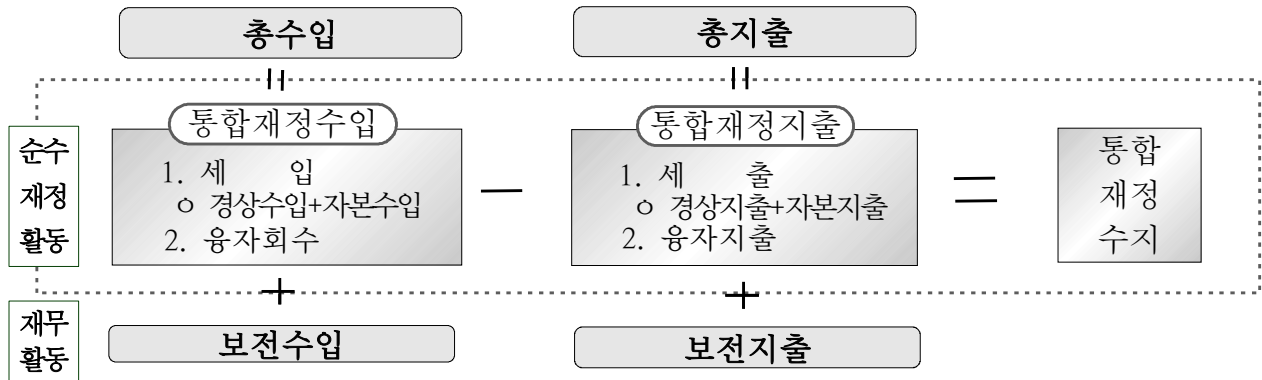 총수입
총지출
=
=
순수
재정
활동
통합재정수입
1. 세 입
ㅇ 경상수입+자본수입
2. 융자회수
−
통합재정지출
1. 세 출
ㅇ 경상지출+자본지출
2. 융자지출
=
통합
재정
수지
+
+
재무
활동
보전수입
보전지출